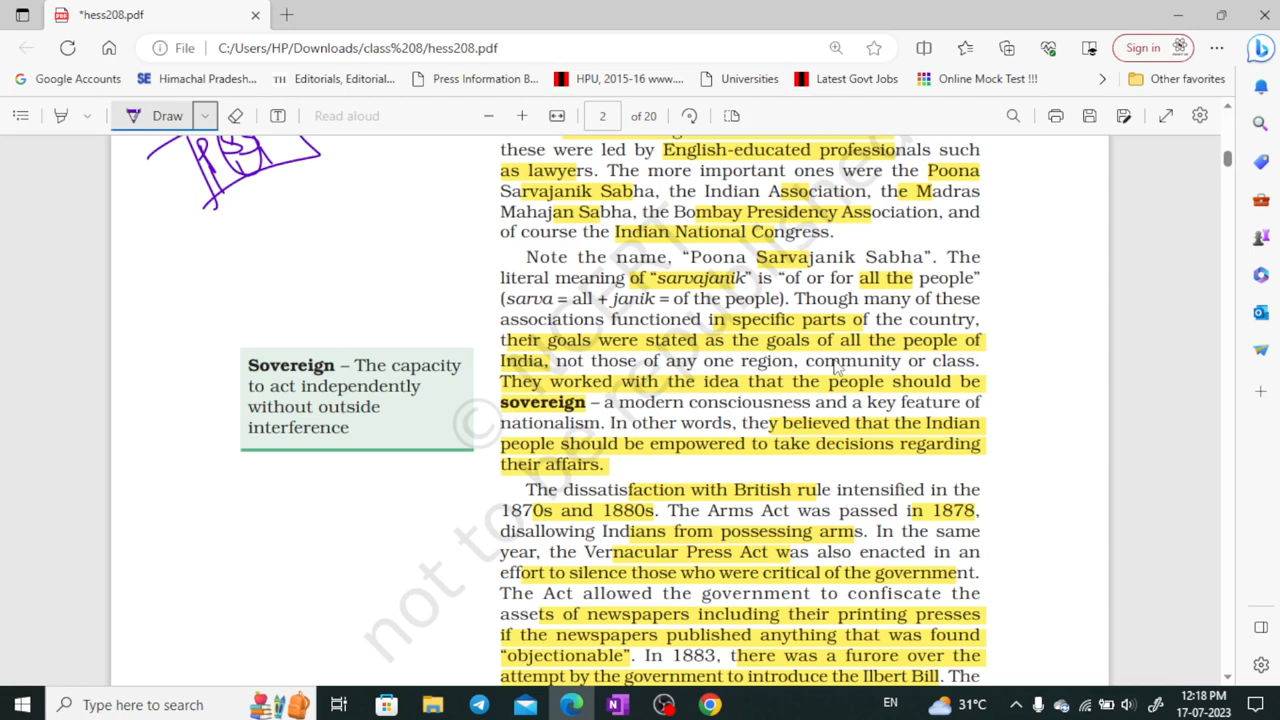 *hess208.pdf
File C:/Users/HP/Downloads/class%208/hess208.pdf
Sign in
Google Accounts SE Himachal Pradesh... TH Editorials, Editorial... Press Information B... HPU, 2015-16 www.... Universities Latest Govt Jobs Online Mock Test !!! Other favorites
Draw Read aloud 2 of 20
these were led by English-educated professionals such
as lawyers. The more important ones were the Poona
Sarvajanik Sabha, the Indian Association, the Madras
Mahajan Sabha, the Bombay Presidency Association, and
of course the Indian National Congress.
Note the name, “Poona Sarvajanik Sabha”. The
literal meaning of “sarvajanik” is “of or for all the people”
(sarva = all + janik = of the people). Though many of these
associations functioned in specific parts of the country,
their goals were stated as the goals of all the people of
India, not those of any one region, community or class.
They worked with the idea that the people should be
sovereign – a modern consciousness and a key feature of
nationalism. In other words, they believed that the Indian
people should be empowered to take decisions regarding
their affairs.
Sovereign – The capacity
to act independently
without outside
interference
The dissatisfaction with British rule intensified in the
1870s and 1880s. The Arms Act was passed in 1878,
disallowing Indians from possessing arms. In the same
year, the Vernacular Press Act was also enacted in an
effort to silence those who were critical of the government.
The Act allowed the government to confiscate the
assets of newspapers including their printing presses
if the newspapers published anything that was found
“objectionable”. In 1883, there was a furore over the
attempt by the government to introduce the Ilbert Bill. The
© NCERT
not to be republished
Type here to search
31°C
EN
12:18 PM
17-07-2023